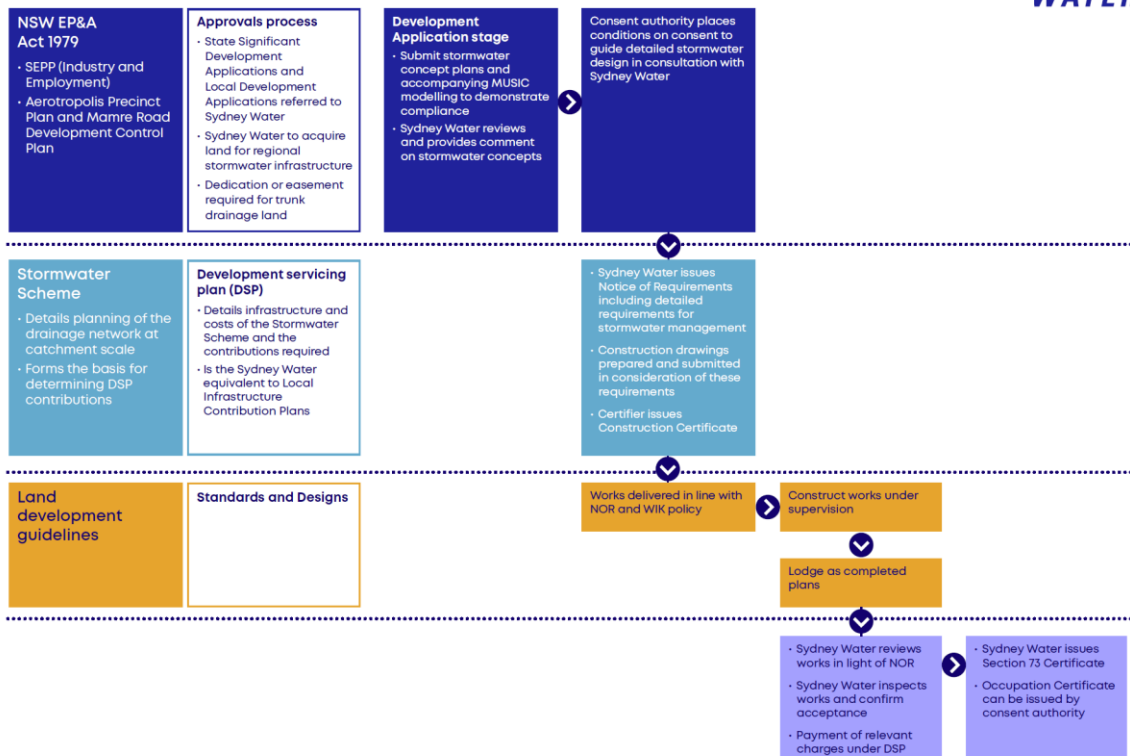 WATER
NSW EP&A
Act 1979
• SEPP (Industry and
Employment)
• Aerotropolis Precinct
Plan and Mamre Road
Development Control
Plan
Approvals process
• State Significant
Development
Applications and
Local Development
Applications referred to
Sydney Water
• Sydney Water to acquire
land for regional
stormwater infrastructure
• Dedication or easement
required for trunk
drainage land
Development
Application stage
• Submit stormwater
concept plans and
accompanying MUSIC
modelling to demonstrate
compliance
• Sydney Water reviews
and provides comment
on stormwater concepts
Consent authority places
conditions on consent to
guide detailed stormwater
design in consultation with
Sydney Water
Stormwater
Scheme
• Details planning of the
drainage network at
catchment scale
• Forms the basis for
determining DSP
contributions
Development servicing
plan (DSP)
• Details infrastructure and
costs of the Stormwater
Scheme and the
contributions required
• Is the Sydney Water
equivalent to Local
Infrastructure
Contribution Plans
• Sydney Water issues
Notice of Requirements
including detailed
requirements for
stormwater management
• Construction drawings
prepared and submitted
in consideration of these
requirements
• Certifier issues
Construction Certificate
Land
development
guidelines
Standards and Designs
Works delivered in line with
NOR and WIK policy
Construct works under
supervision
Lodge as completed
plans
• Sydney Water reviews
works in light of NOR
• Sydney Water inspects
works and confirm
acceptance
• Payment of relevant
charges under DSP
• Sydney Water issues
Section 73 Certificate
• Occupation Certificate
can be issued by
consent authority